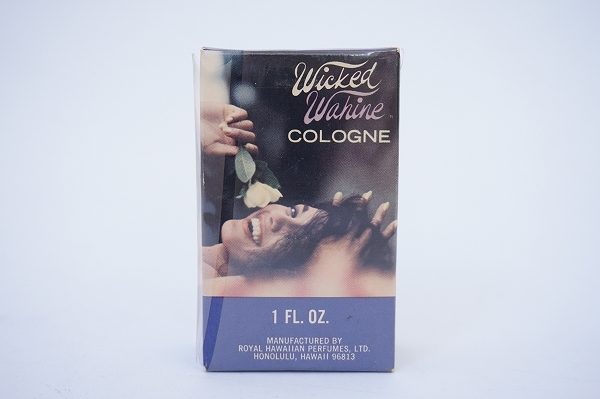 Wicked
Wahine
COLOGNE
1 FL. OZ.
MANUFACTURED BY
ROYAL HAWAIIAN PERFUMES, LTD.
HONOLULU, HAWAII 96813